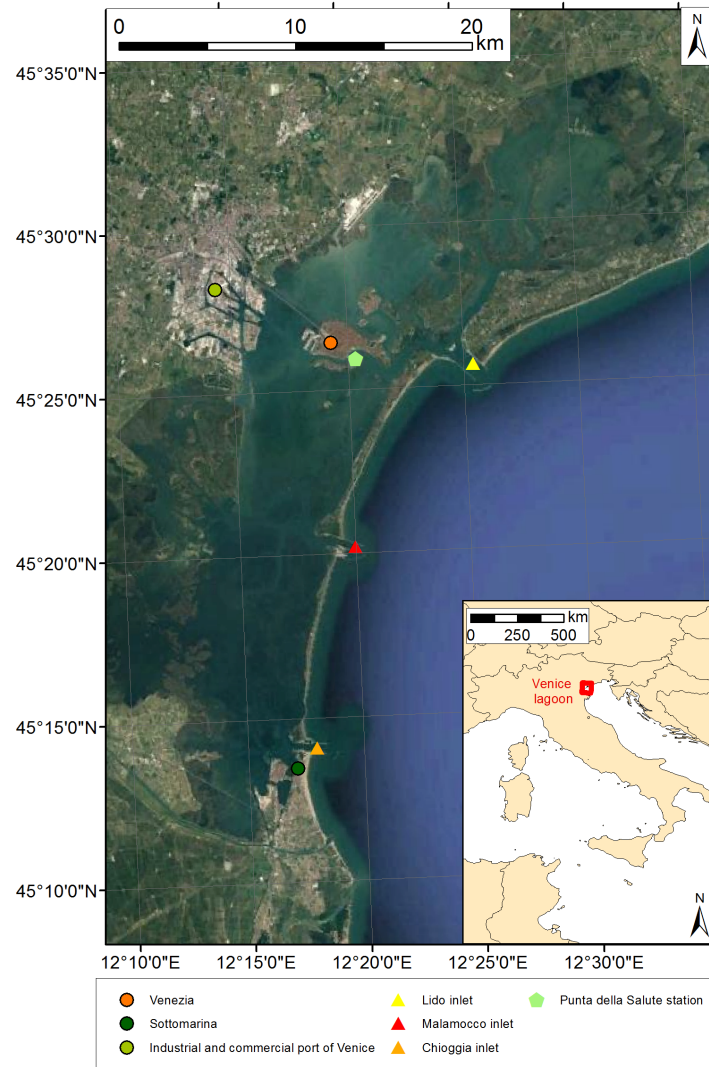 0 10 20 km
N
45°35'0"N
45°30'0"N
45°25'0"N
45°20'0"N
45°15'0"N
45°10'0"N
km
0 250 500
Venice
lagoon
N
12°10'0"E 12°15'0"E 12°20'0"E 12°25'0"E 12°30'0"E
Venezia
Sottomarina
Industrial and commercial port of Venice
Lido inlet
Malamocco inlet
Chioggia inlet
Punta della Salute station